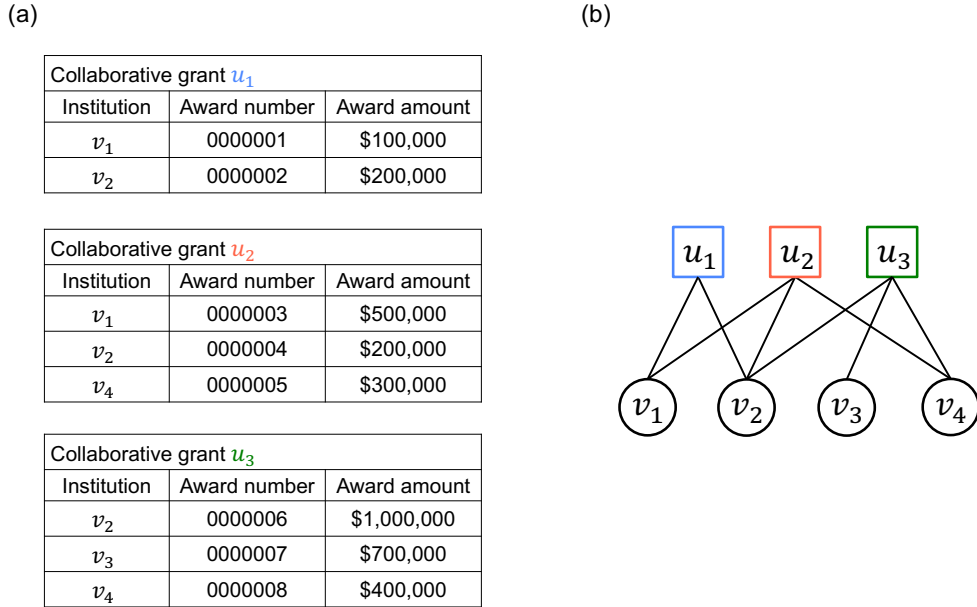 (a)
Collaborative grant u₁
Institution Award number Award amount
v₁ 0000001 $100,000
v₂ 0000002 $200,000
Collaborative grant u₂
Institution Award number Award amount
v₁ 0000003 $500,000
v₂ 0000004 $200,000
v₄ 0000005 $300,000
Collaborative grant u₃
Institution Award number Award amount
v₂ 0000006 $1,000,000
v₃ 0000007 $700,000
v₄ 0000008 $400,000
(b)
u₁ u₂ u₃
v₁ v₂ v₃ v₄